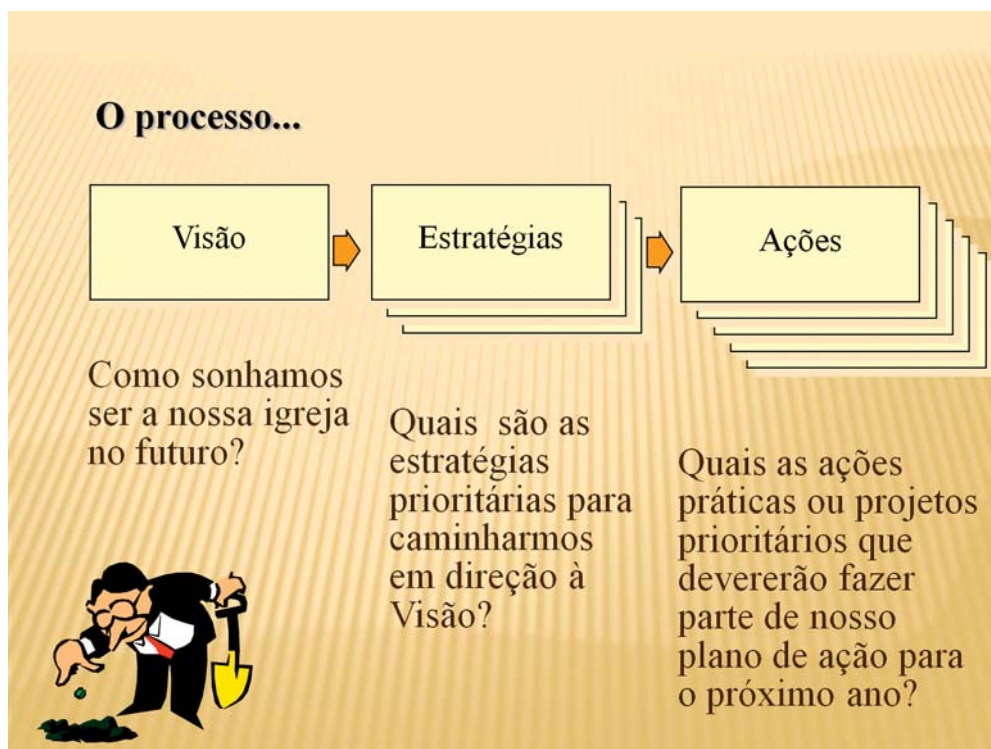 O processo...
Visão
Estratégias
Ações
Como sonhamos
ser a nossa igreja
no futuro?
Quais são as
estratégias
prioritárias para
caminharmos
em direção à
Visão?
Quais as ações
práticas ou projetos
prioritários que
devererão fazer
parte de nosso
plano de ação para
o próximo ano?